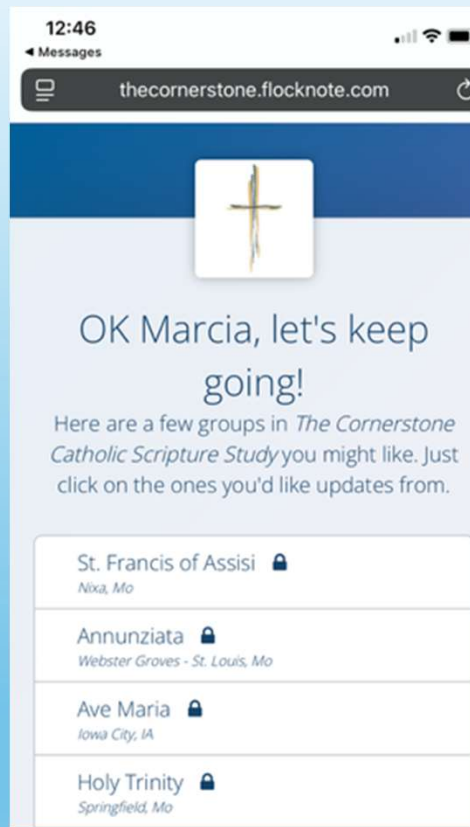 12:46
◀ Messages
thecornerstone.flocknote.com
OK Marcia, let's keep
going!
Here are a few groups in The Cornerstone
Catholic Scripture Study you might like. Just
click on the ones you'd like updates from.
St. Francis of Assisi
Nixa, Mo
Annunziata
Webster Groves - St. Louis, Mo
Ave Maria
Iowa City, IA
Holy Trinity
Springfield, Mo